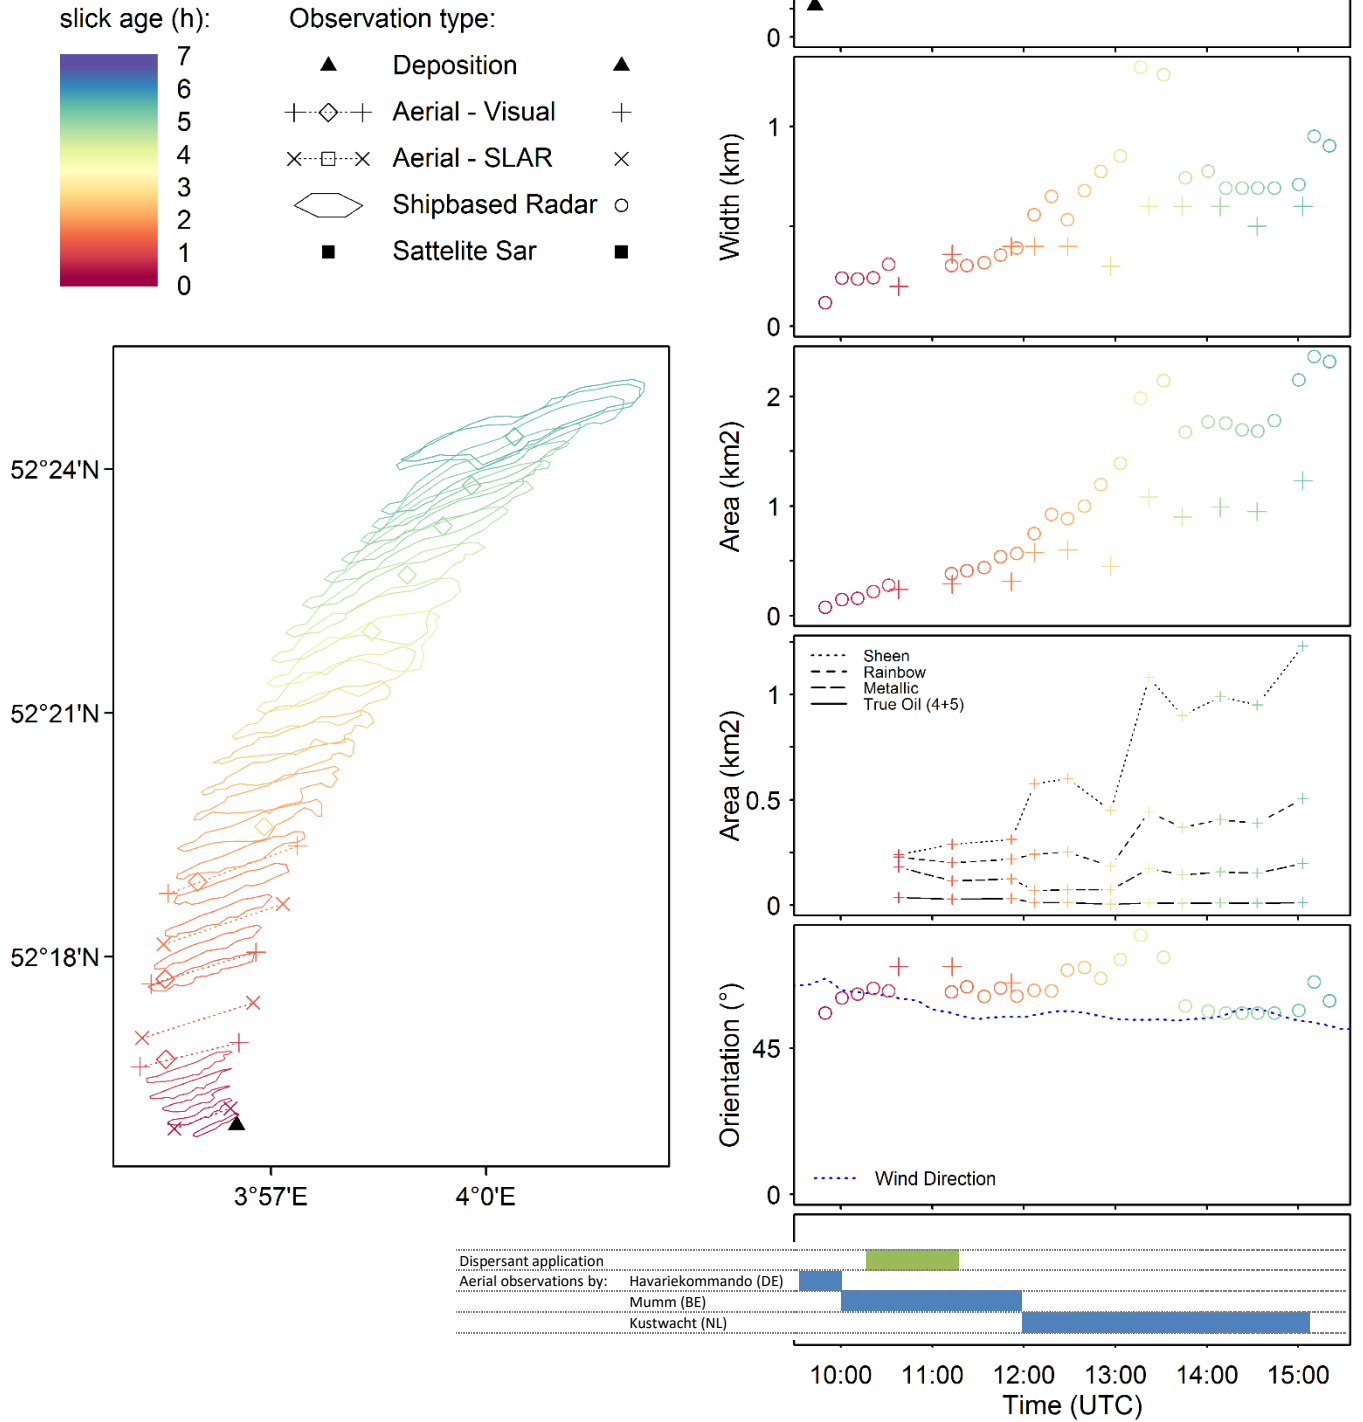 slick age (h):
7
6
5
4
3
2
1
0
Observation type:
Deposition
Aerial - Visual
Aerial - SLAR
Shipbased Radar
Sattelite Sar
52°24'N
52°21'N
52°18'N
3°57'E
4°0'E
0
Width (km)
1
0
Area (km2)
2
1
0
Area (km2)
1
0.5
0
Sheen
Rainbow
Metallic
True Oil (4+5)
Orientation (°)
45
0
Wind Direction
Dispersant application
Aerial observations by: Havariekommando (DE)
Mumm (BE)
Kustwacht (NL)
10:00 11:00 12:00 13:00 14:00 15:00
Time (UTC)